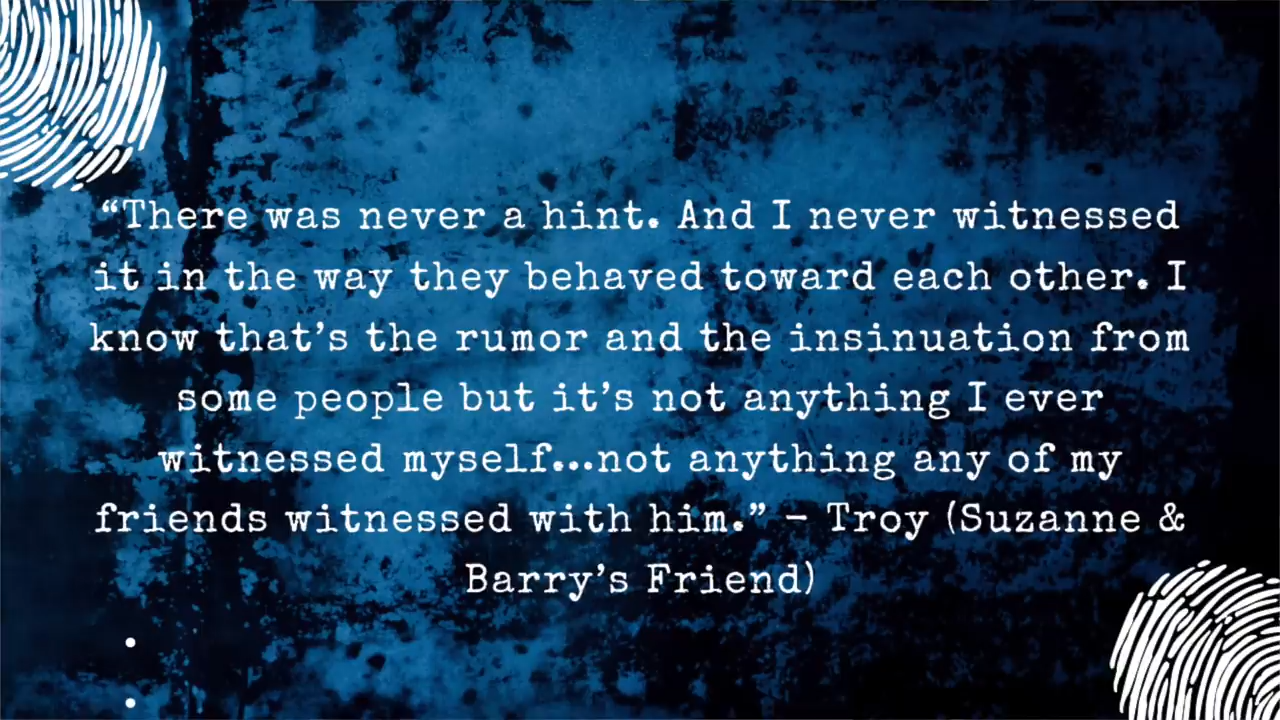 “There was never a hint. And I never witnessed
it in the way they behaved toward each other. I
know that’s the rumor and the insinuation from
some people but it’s not anything I ever
witnessed myself...not anything any of my
friends witnessed with him.” – Troy (Suzanne &
Barry’s Friend)
•
•